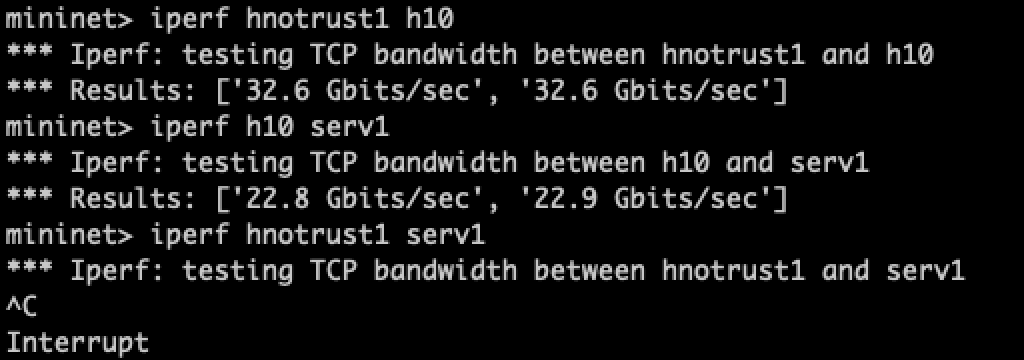 mininet> iperf hnotrust1 h10
*** Iperf: testing TCP bandwidth between hnotrust1 and h10
*** Results: ['32.6 Gbits/sec', '32.6 Gbits/sec']
mininet> iperf h10 serv1
*** Iperf: testing TCP bandwidth between h10 and serv1
*** Results: ['22.8 Gbits/sec', '22.9 Gbits/sec']
mininet> iperf hnotrust1 serv1
*** Iperf: testing TCP bandwidth between hnotrust1 and serv1
^C
Interrupt